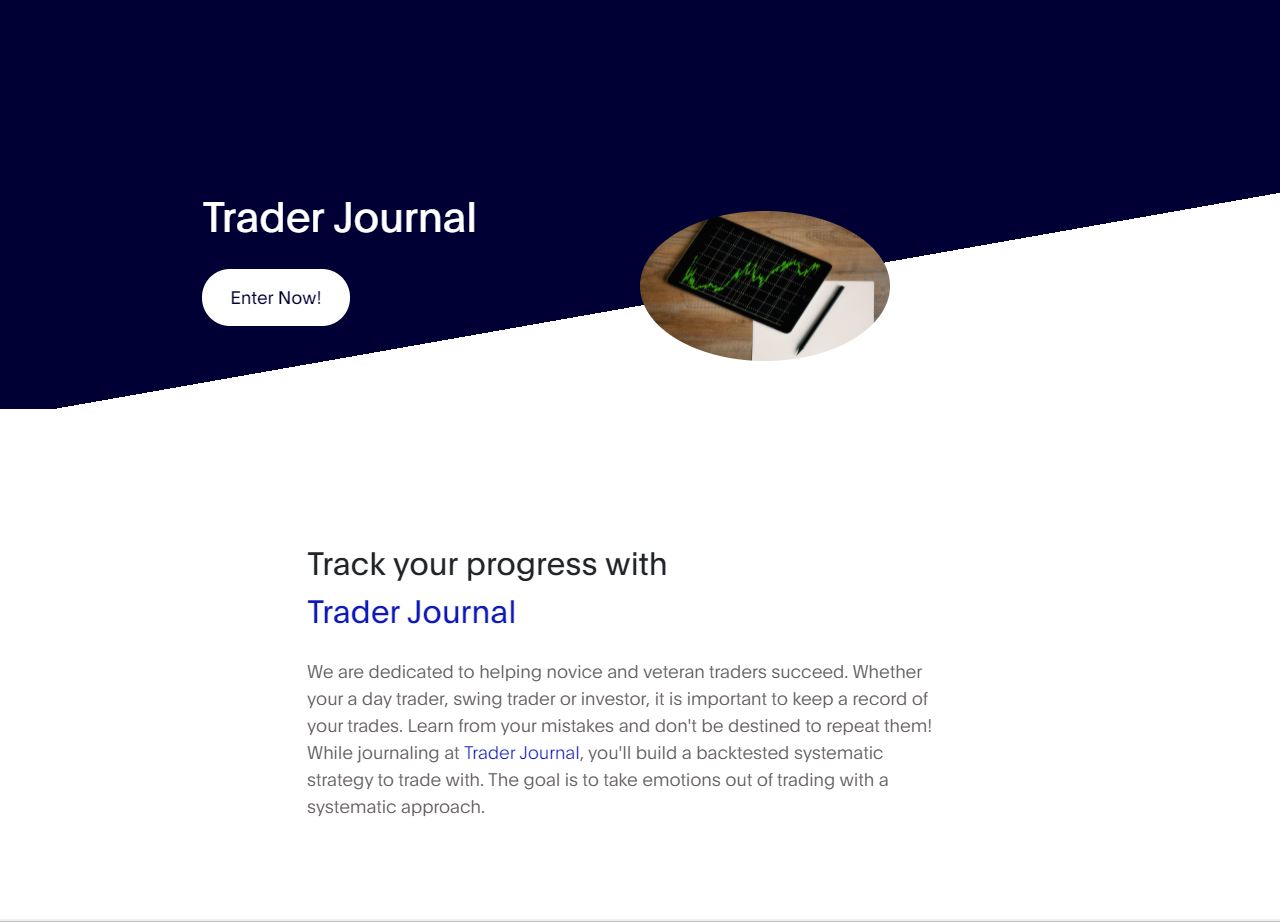 Trader Journal
Enter Now!
Track your progress with
Trader Journal
We are dedicated to helping novice and veteran traders succeed. Whether
your a day trader, swing trader or investor, it is important to keep a record of
your trades. Learn from your mistakes and don't be destined to repeat them!
While journaling at Trader Journal, you'll build a backtested systematic
strategy to trade with. The goal is to take emotions out of trading with a
systematic approach.